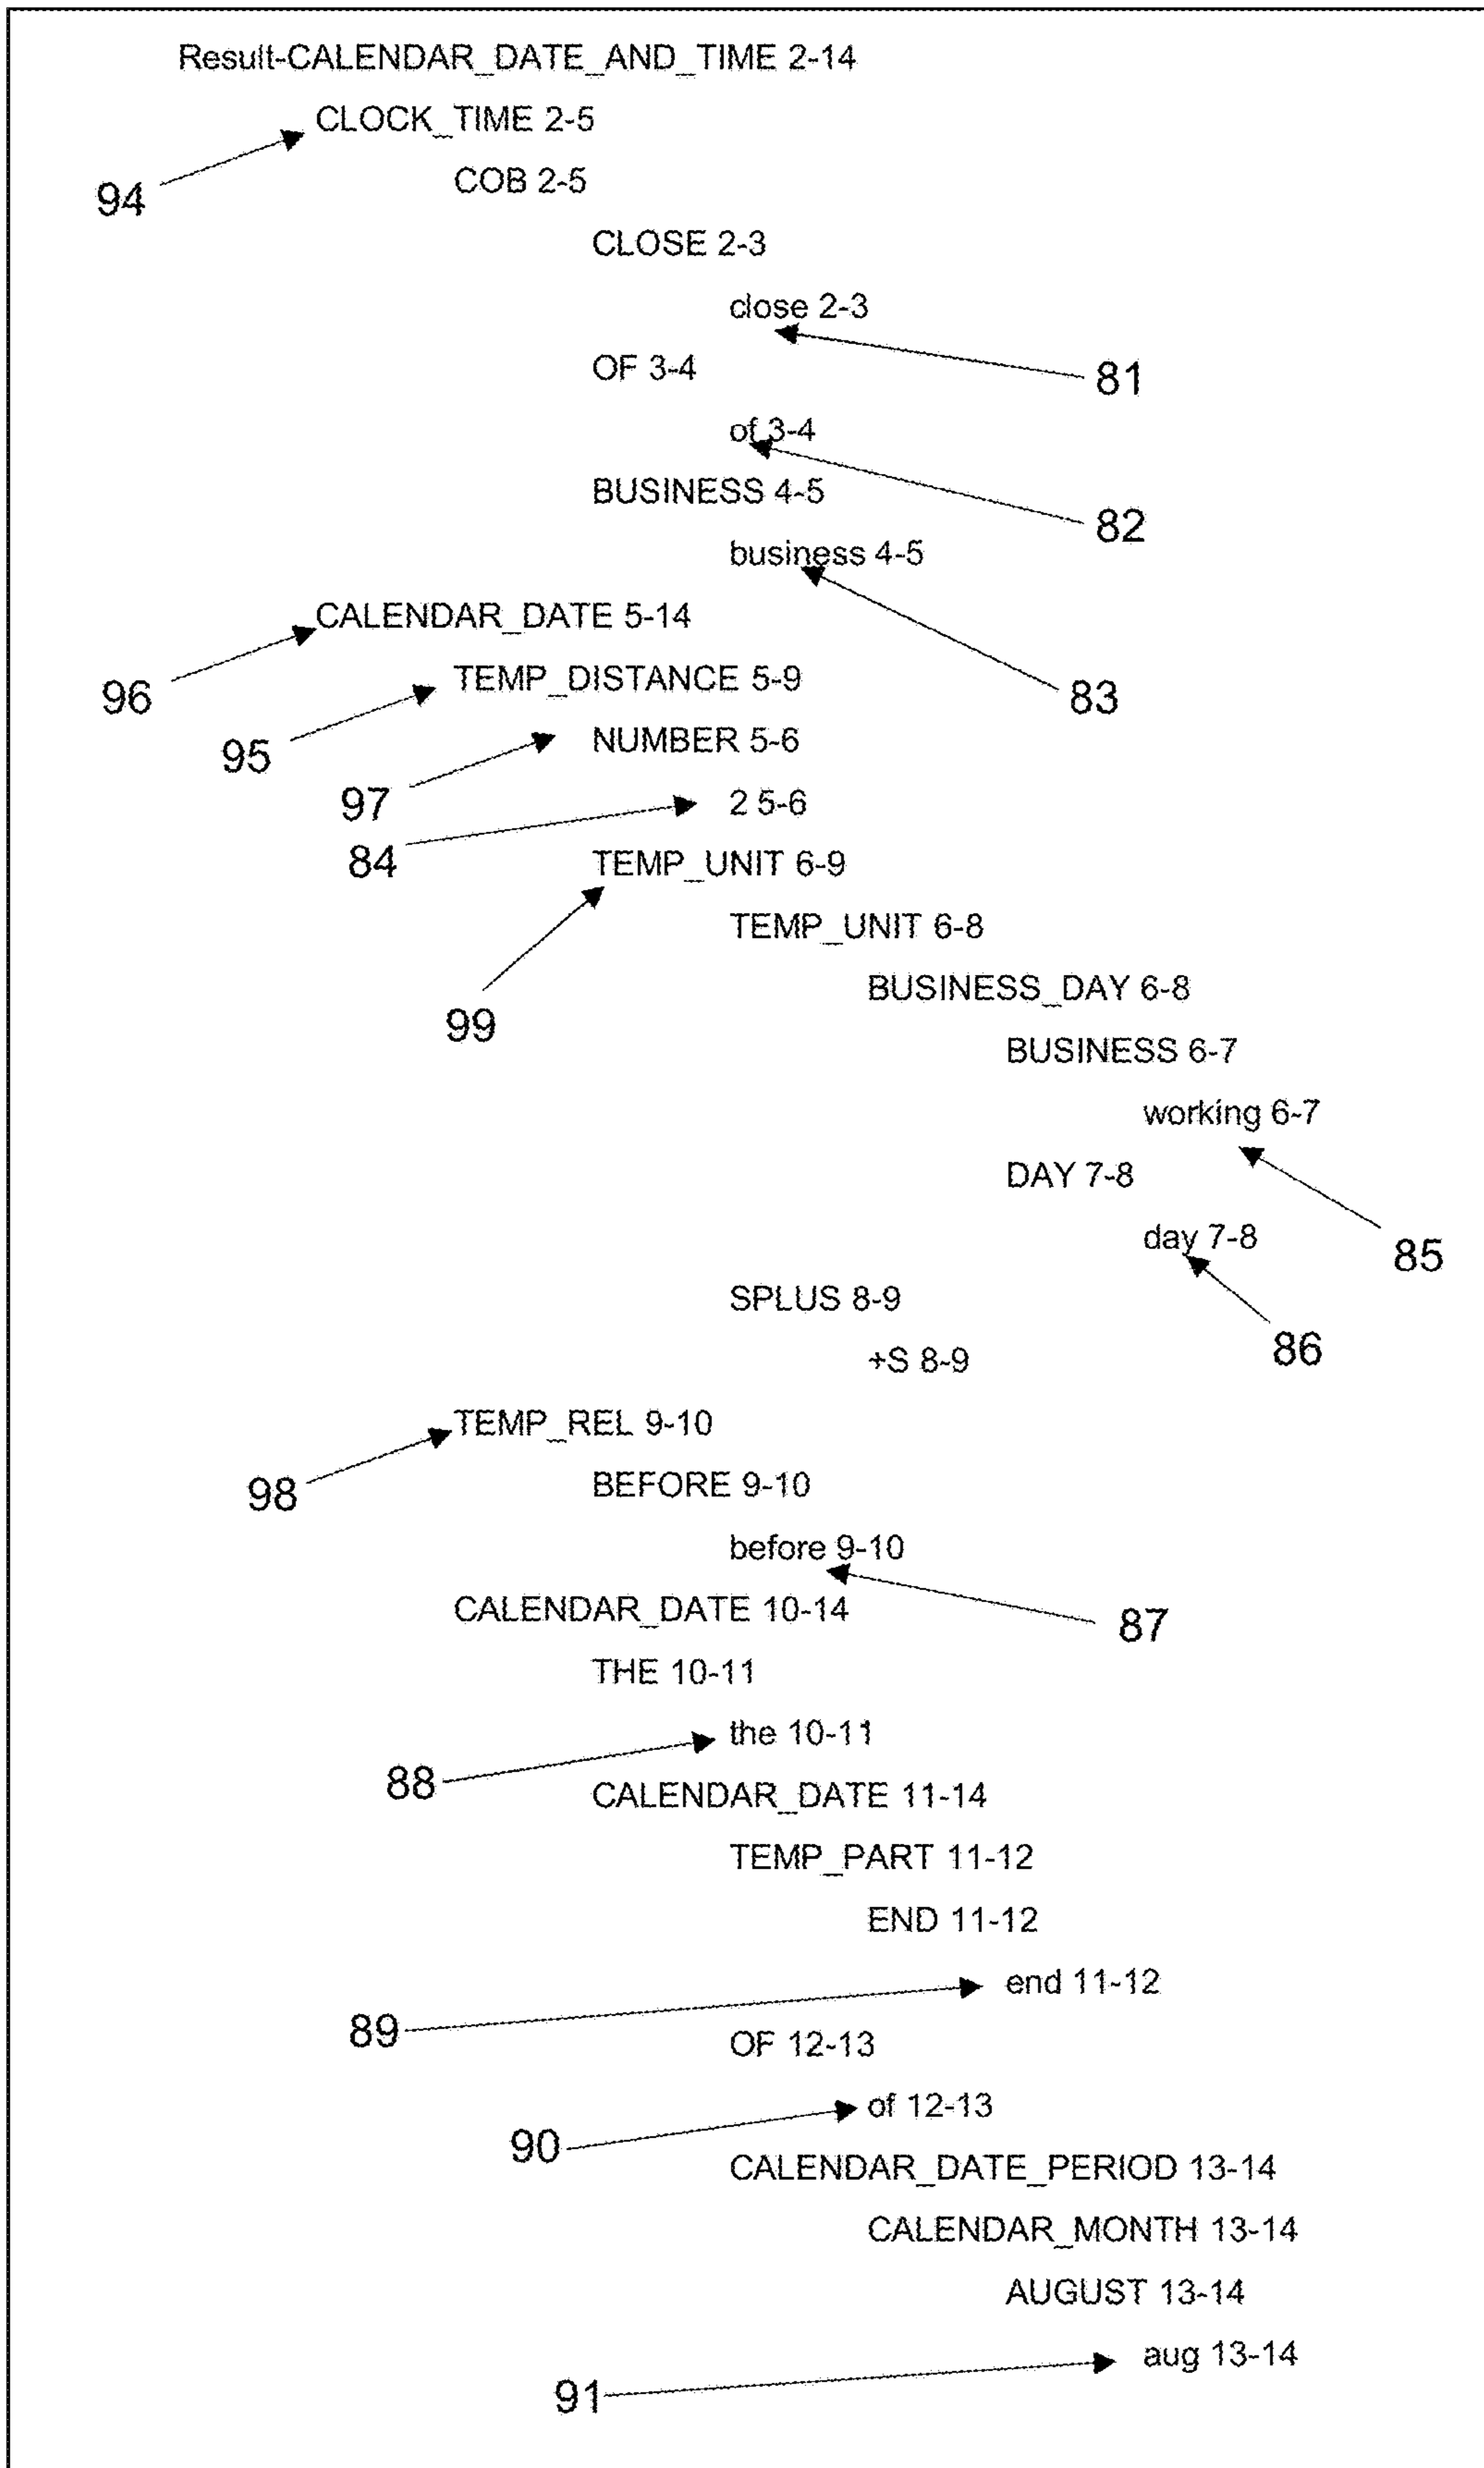 Result-CALENDAR_DATE_AND_TIME 2-14
CLOCK_TIME 2-5
94
COB 2-5
CLOSE 2-3
close 2-3
81
OF 3-4
of 3-4
82
BUSINESS 4-5
business 4-5
83
CALENDAR_DATE 5-14
96
TEMP_DISTANCE 5-9
95
NUMBER 5-6
97
2 5-6
84
TEMP_UNIT 6-9
99
TEMP_UNIT 6-8
BUSINESS_DAY 6-8
BUSINESS 6-7
working 6-7
85
DAY 7-8
day 7-8
86
SPLUS 8-9
+S 8-9
TEMP_REL 9-10
98
BEFORE 9-10
before 9-10
87
CALENDAR_DATE 10-14
THE 10-11
the 10-11
88
CALENDAR_DATE 11-14
TEMP_PART 11-12
END 11-12
end 11-12
89
OF 12-13
of 12-13
90
CALENDAR_DATE_PERIOD 13-14
CALENDAR_MONTH 13-14
AUGUST 13-14
aug 13-14
91